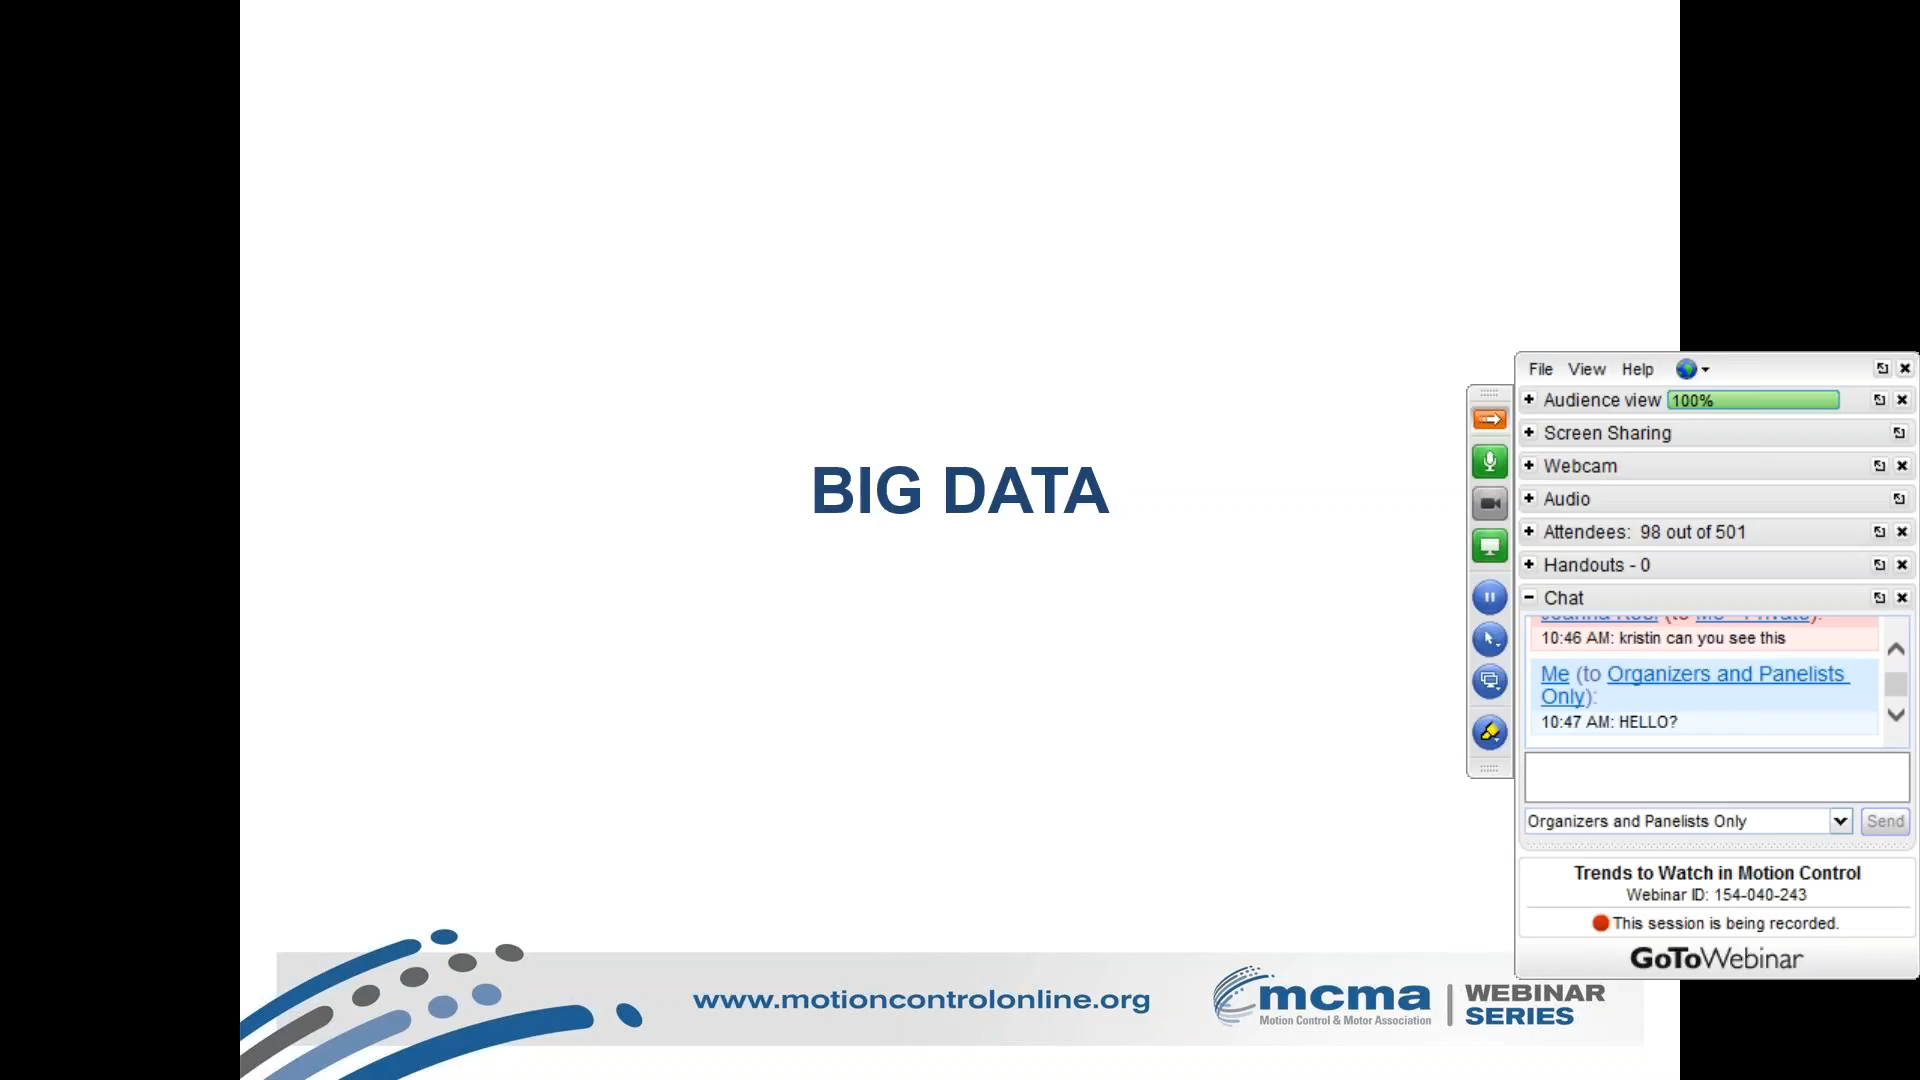 BIG DATA
www.motioncontrolonline.org
mcma
Motion Control & Motor Association
WEBINAR
SERIES
File View Help
Audience view 100%
Screen Sharing
Webcam
Audio
Attendees: 98 out of 501
Handouts - 0
Chat
(to Me - Private):
10:46 AM: kristin can you see this
Me (to Organizers and Panelists
Only):
10:47 AM: HELLO?
Organizers and Panelists Only
Send
Trends to Watch in Motion Control
Webinar ID: 154-040-243
This session is being recorded.
GoToWebinar